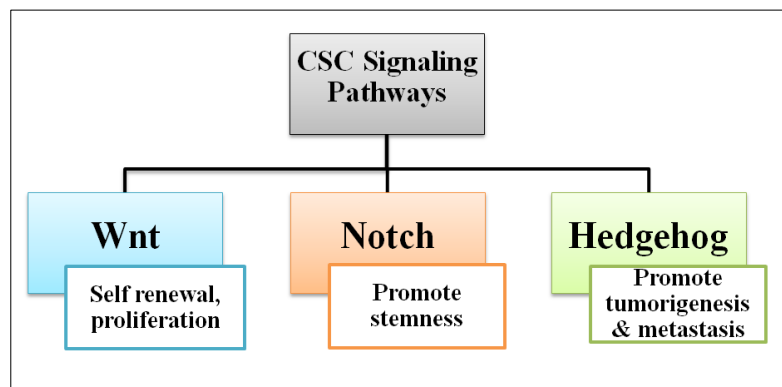 CSC Signaling
Pathways
Wnt
Self renewal,
proliferation
Notch
Promote
stemness
Hedgehog
Promote
tumorigenesis
& metastasis